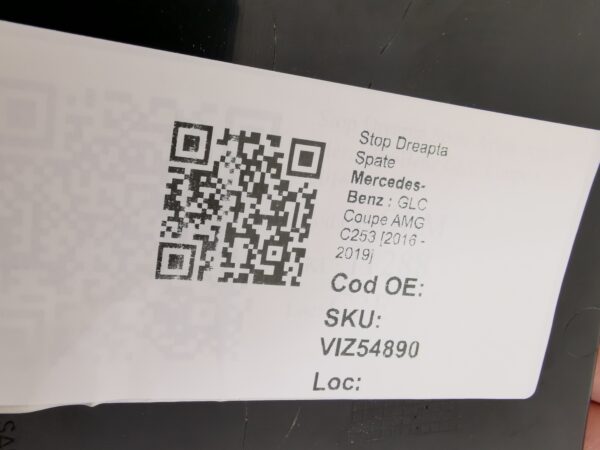 Stop Dreapta
Spate
Mercedes-
Benz : GLC
Coupe AMG
C253 [2016 -
2019]
Cod OE:
SKU:
VIZ54890
Loc: